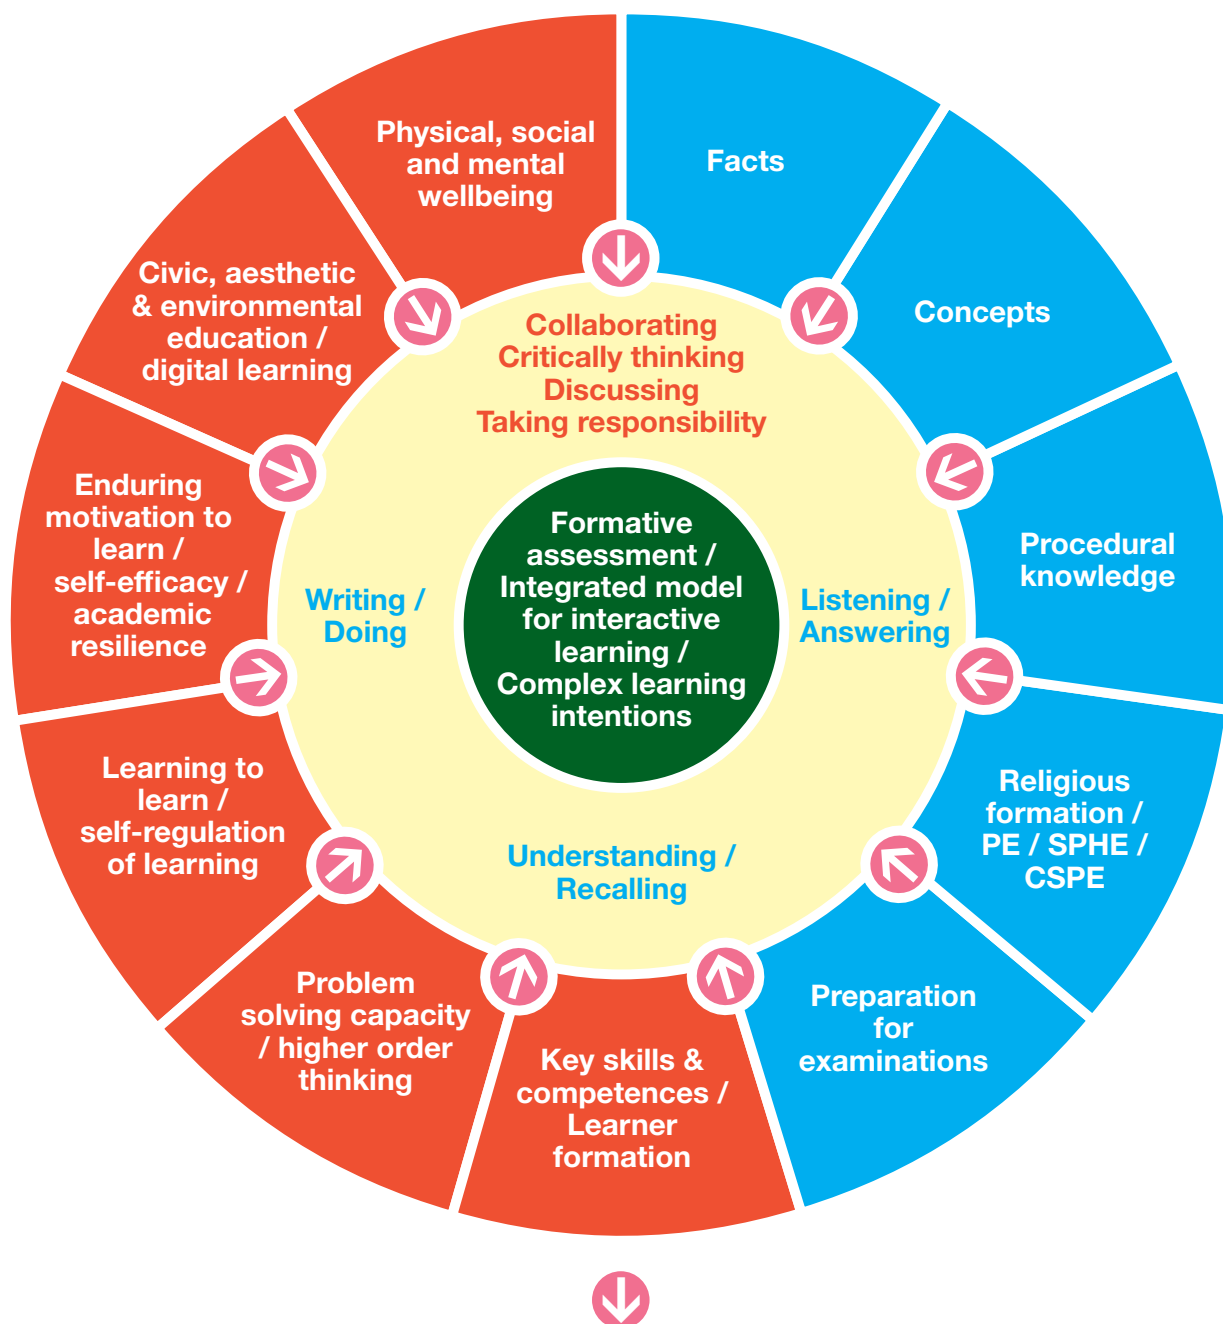 Physical, social
and mental
wellbeing
Facts
Concepts
Procedural
knowledge
Religious
formation /
PE / SPHE /
CSPE
Preparation
for
examinations
Key skills &
competences /
Learner
formation
Problem
solving capacity
/ higher order
thinking
Learning to
learn /
self-regulation
of learning
Enduring
motivation to
learn /
self-efficacy /
academic
resilience
Civic, aesthetic
& environmental
education /
digital learning
Collaborating
Critically thinking
Discussing
Taking responsibility
Listening /
Answering
Understanding /
Recalling
Writing /
Doing
Formative
assessment /
Integrated model
for interactive
learning /
Complex learning
intentions